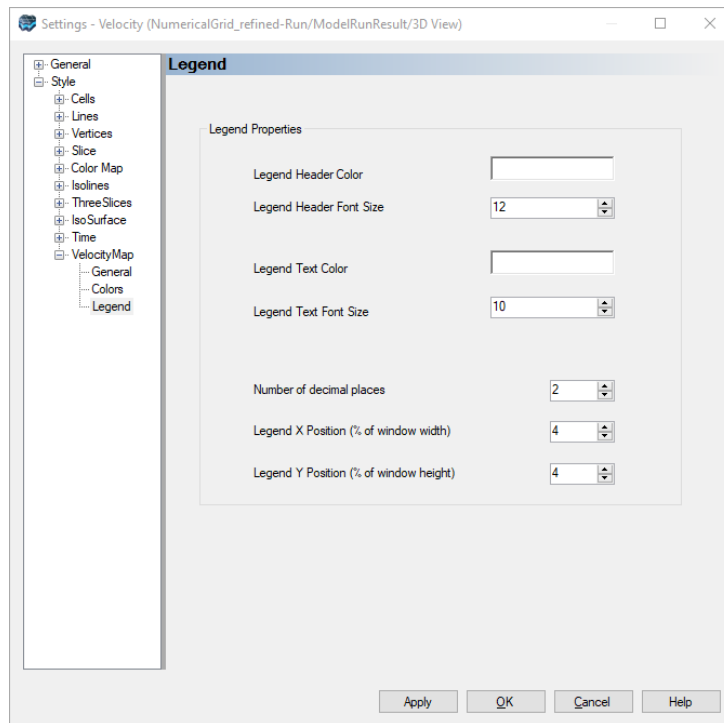 Settings - Velocity (NumericalGrid_refined-Run/ModelRunResult/3D View)
General
Style
Cells
Lines
Vertices
Slice
Color Map
Isolines
ThreeSlices
IsoSurface
Time
VelocityMap
General
Colors
Legend
Legend
Legend Properties
Legend Header Color
Legend Header Font Size 12
Legend Text Color
Legend Text Font Size 10
Number of decimal places 2
Legend X Position (% of window width) 4
Legend Y Position (% of window height) 4
Apply OK Cancel Help